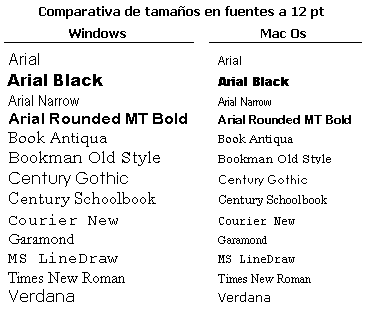 Comparativa de tamaños en fuentes a 12 pt
Windows Mac Os
Arial Arial
Arial Black Arial Black
Arial Narrow Arial Narrow
Arial Rounded MT Bold Arial Rounded MT Bold
Book Antiqua Book Antiqua
Bookman Old Style Bookman Old Style
Century Gothic Century Gothic
Century Schoolbook Century Schoolbook
Courier New Courier New
Garamond Garamond
MS LineDraw MS LineDraw
Times New Roman Times New Roman
Verdana Verdana